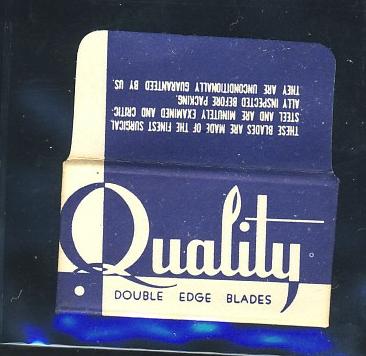 THESE BLADES ARE MADE OF THE FINEST SURGICAL
STEEL AND ARE MINUTELY EXAMINED AND CRITIC-
ALLY INSPECTED BEFORE PACKING.
THEY ARE UNCONDITIONALLY GUARANTEED BY US.
Quality
DOUBLE EDGE BLADES